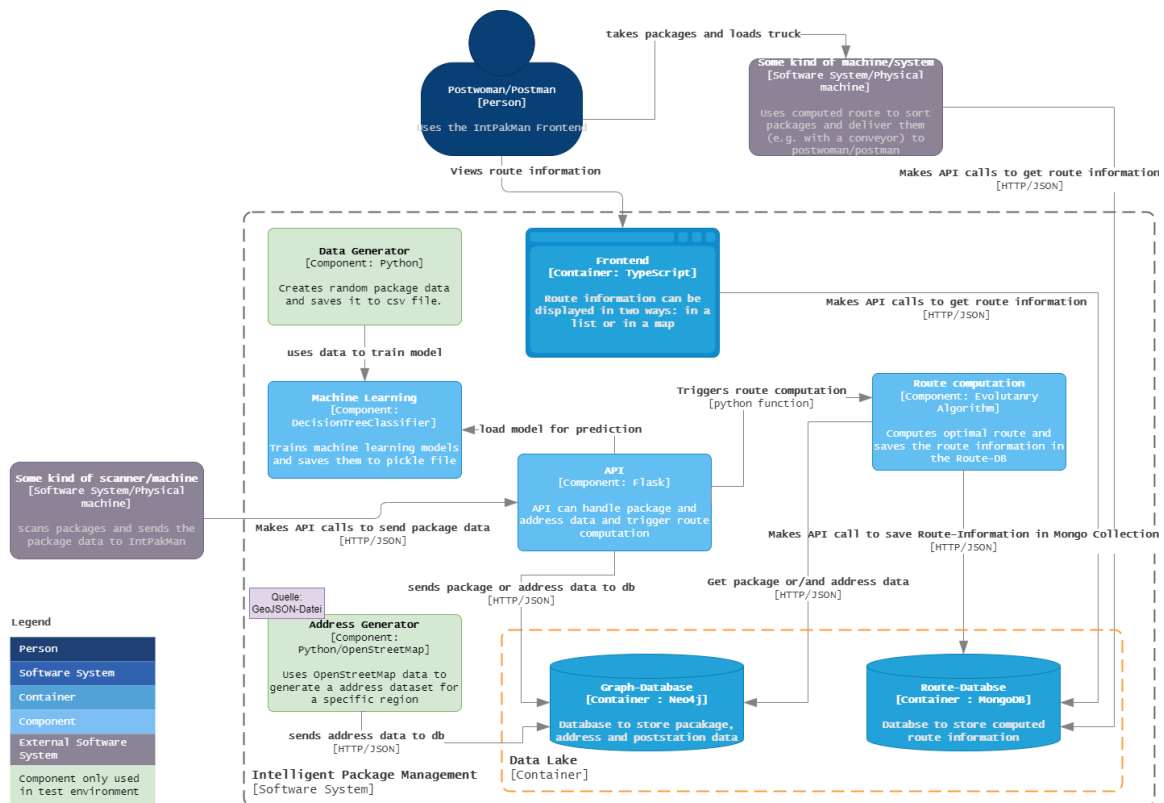 takes packages and loads truck
Postwoman/Postman
[Person]
Uses the IntPakMan Frontend
Some kind of machine/system
[Software System/Physical
machine]
Uses computed route to sort
packages and deliver them
(e.g. with a conveyor) to
postwoman/postman
Views route information
Makes API calls to get route information
[HTTP/JSON]
Data Generator
[Component: Python]
Creates random package data
and saves it to csv file.
Frontend
[Container: TypeScript]
Route information can be
displayed in two ways: in a
list or in a map
Makes API calls to get route information
[HTTP/JSON]
uses data to train model
Machine Learning
[Component:
DecisionTreeClassifier]
Trains machine learning models
and saves them to pickle file
Triggers route computation
[python function]
Route computation
[Component: Evolutanry
Algorithm]
Computes optimal route and
saves the route information in
the Route-DB
load model for prediction
API
[Component: Flask]
API can handle package and
address data and trigger route
computation
Some kind of scanner/machine
[Software System/Physical
machine]
scans packages and sends the
package data to IntPakMan
Makes API calls to send package data
[HTTP/JSON]
Makes API call to save Route-Information in Mongo Collection
[HTTP/JSON]
sends package or address data to db
[HTTP/JSON]
Get package or/and address data
[HTTP/JSON]
Quelle:
GeoJSON-Datei
Address Generator
[Component:
Python/OpenStreetMap]
Uses OpenStreetMap data to
generate a address dataset for
a specific region
sends address data to db
[HTTP/JSON]
Graph-Database
[Container : Neo4j]
Database to store pacakage,
address and poststation data
Route-Databse
[Container : MongoDB]
Databse to store computed
route information
Data Lake
[Container]
Intelligent Package Management
[Software System]
Legend
Person
Software System
Container
Component
External Software
System
Component only used
in test environment